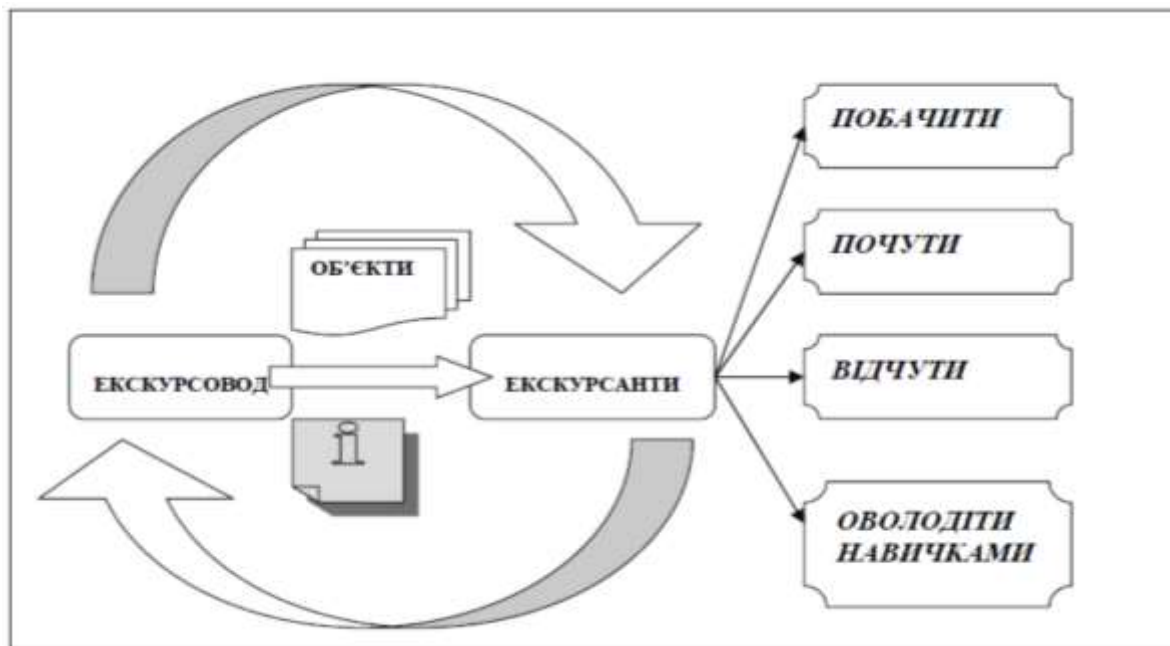 ПОБАЧИТИ
ПОЧУТИ
ОБ’ЄКТИ
ЕКСКУРСОВОД
ЕКСКУРСАНТИ
ВІДЧУТИ
i
ОВОЛОДІТИ
НАВИЧКАМИ